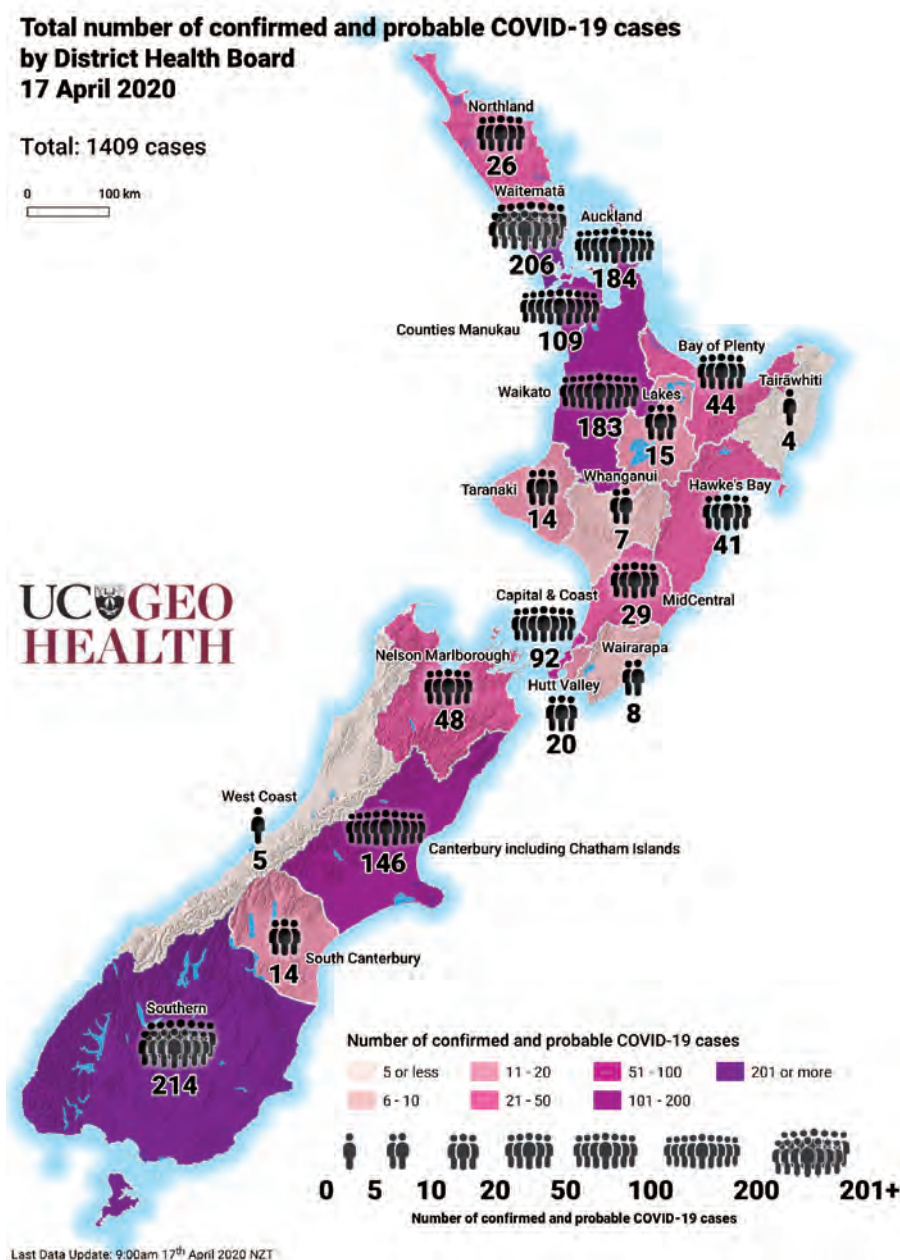 Total number of confirmed and probable COVID-19 cases
by District Health Board
17 April 2020
Total: 1409 cases
0 100 km
Northland
26
Waitematā
206
Auckland
184
Counties Manukau
109
Bay of Plenty
44
Tairāwhiti
4
Waikato
183
Lakes
15
Whanganui
7
Taranaki
14
Hawke's Bay
41
UC GEO
HEALTH
Capital & Coast
92
29
MidCentral
Nelson Marlborough
48
Wairarapa
8
Hutt Valley
20
West Coast
5
146
Canterbury including Chatham Islands
14
South Canterbury
Southern
214
Number of confirmed and probable COVID-19 cases
5 or less 11 - 20 51 - 100 201 or more
6 - 10 21 - 50 101 - 200
0 5 10 20 50 100 200 201+
Number of confirmed and probable COVID-19 cases
Last Data Update: 9:00am 17th April 2020 NZT